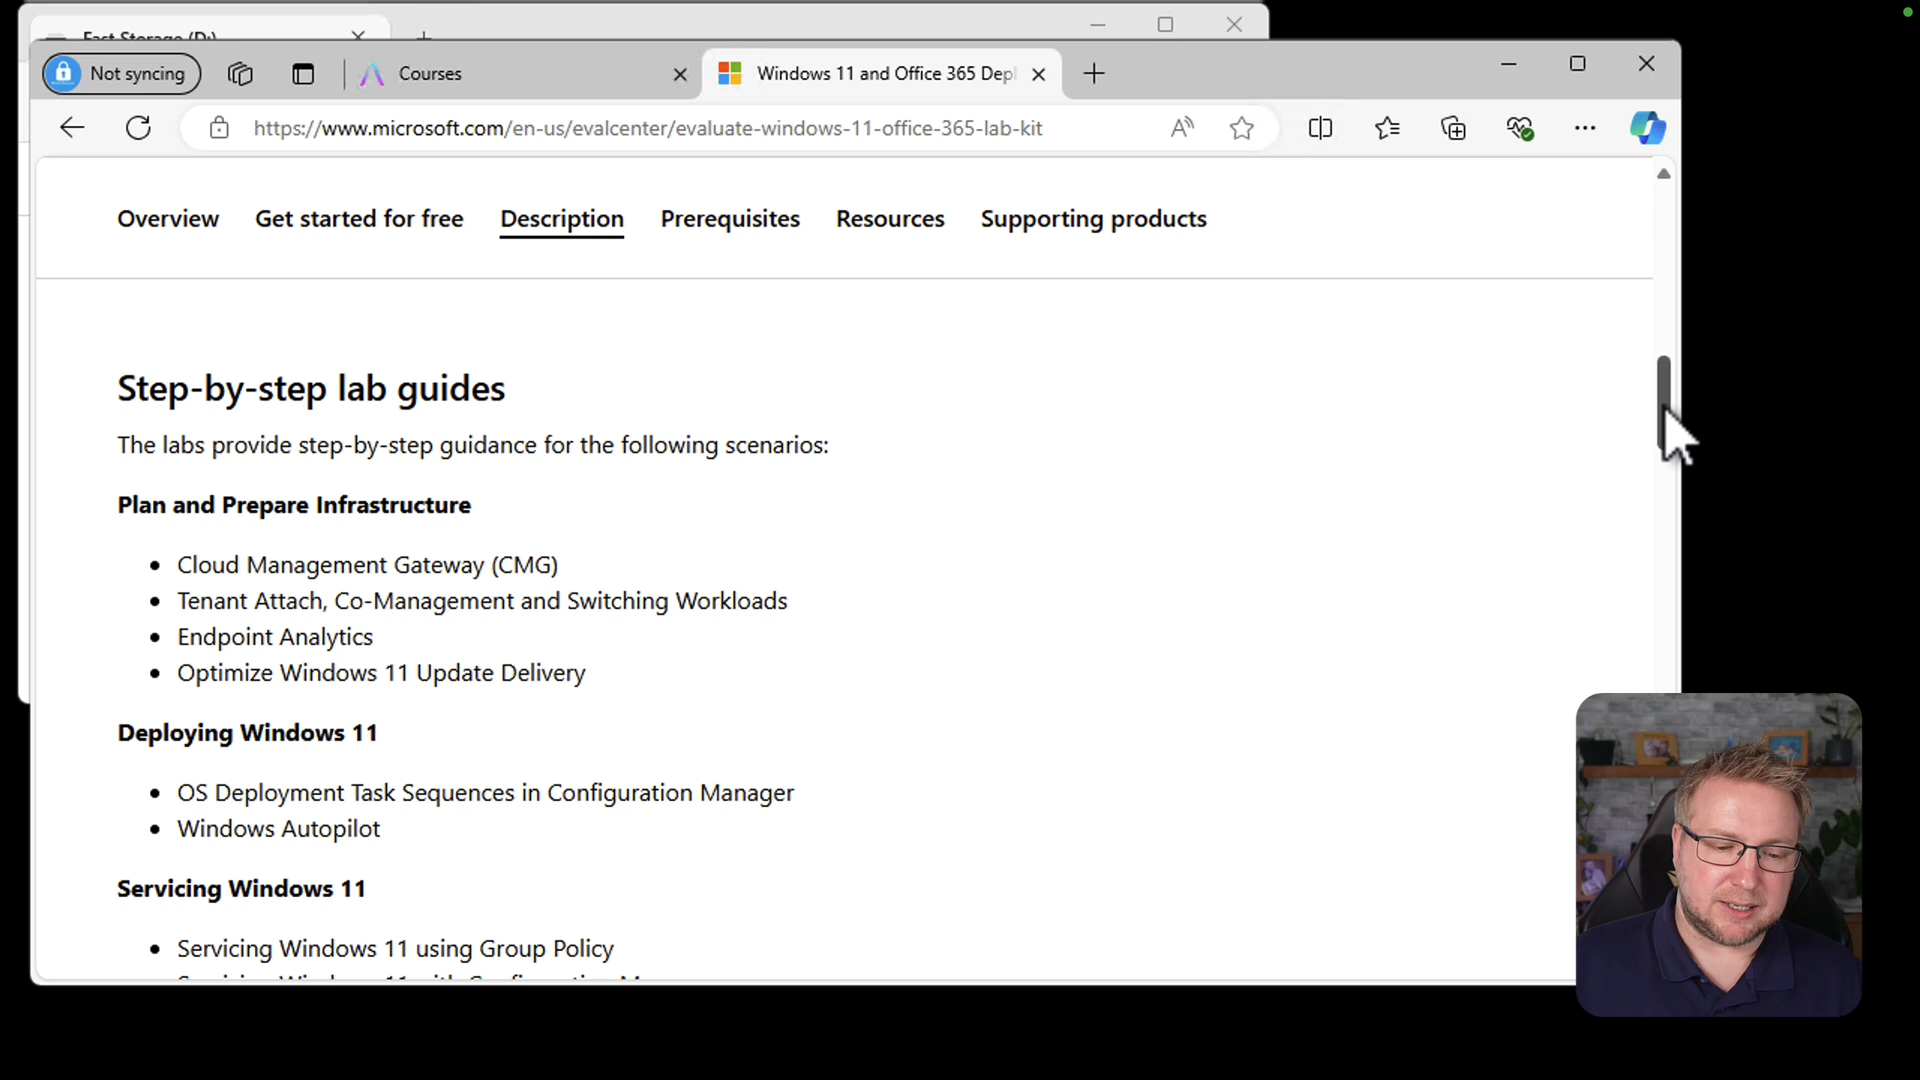 Fast Storage (D:)
Not syncing
Courses
Windows 11 and Office 365 Depl
https://www.microsoft.com/en-us/evalcenter/evaluate-windows-11-office-365-lab-kit
Overview
Get started for free
Description
Prerequisites
Resources
Supporting products
Step-by-step lab guides
The labs provide step-by-step guidance for the following scenarios:
Plan and Prepare Infrastructure
Cloud Management Gateway (CMG)
Tenant Attach, Co-Management and Switching Workloads
Endpoint Analytics
Optimize Windows 11 Update Delivery
Deploying Windows 11
OS Deployment Task Sequences in Configuration Manager
Windows Autopilot
Servicing Windows 11
Servicing Windows 11 using Group Policy